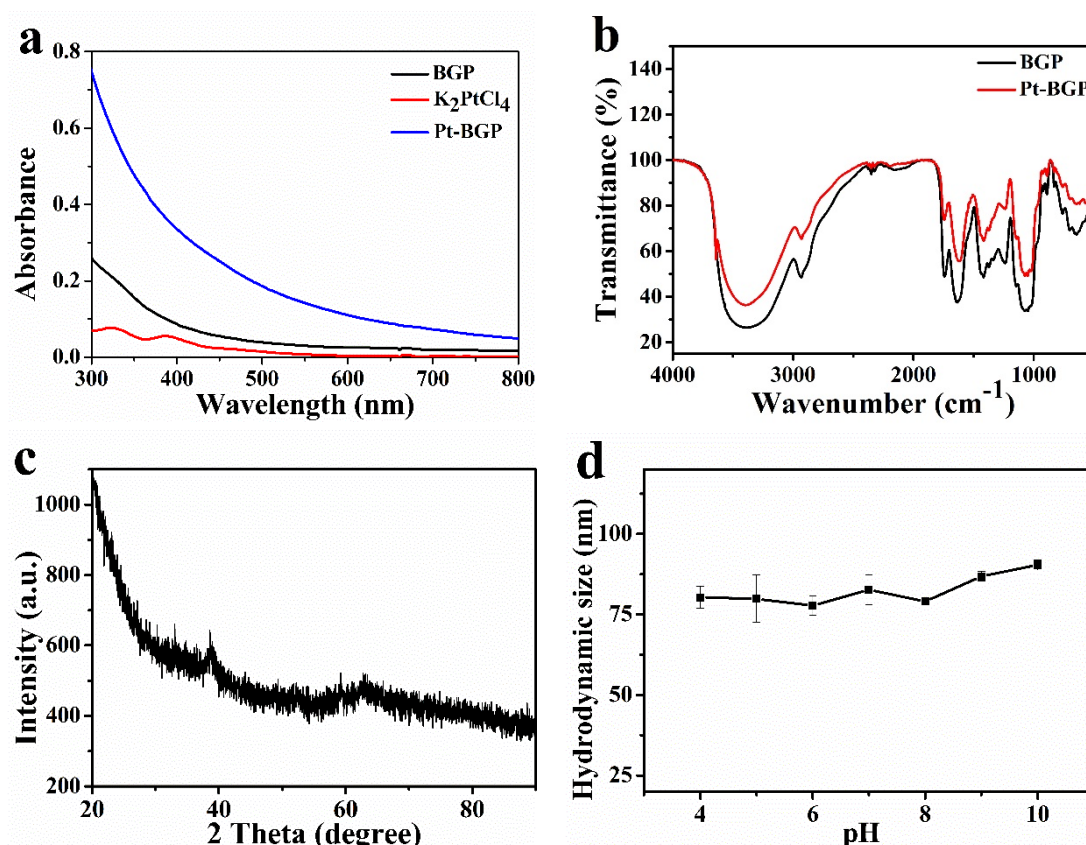 a
0.8
0.6
0.4
0.2
0.0
Absorbance
BGP
K₂PtCl₄
Pt-BGP
300 400 500 600 700 800
Wavelength (nm)
b
140
120
100
80
60
40
20
Transmittance (%)
BGP
Pt-BGP
4000 3000 2000 1000
Wavenumber (cm⁻¹)
c
1000
800
600
400
200
Intensity (a.u.)
20 40 60 80
2 Theta (degree)
d
100
75
50
25
Hydrodynamic size (nm)
4 6 8 10
pH